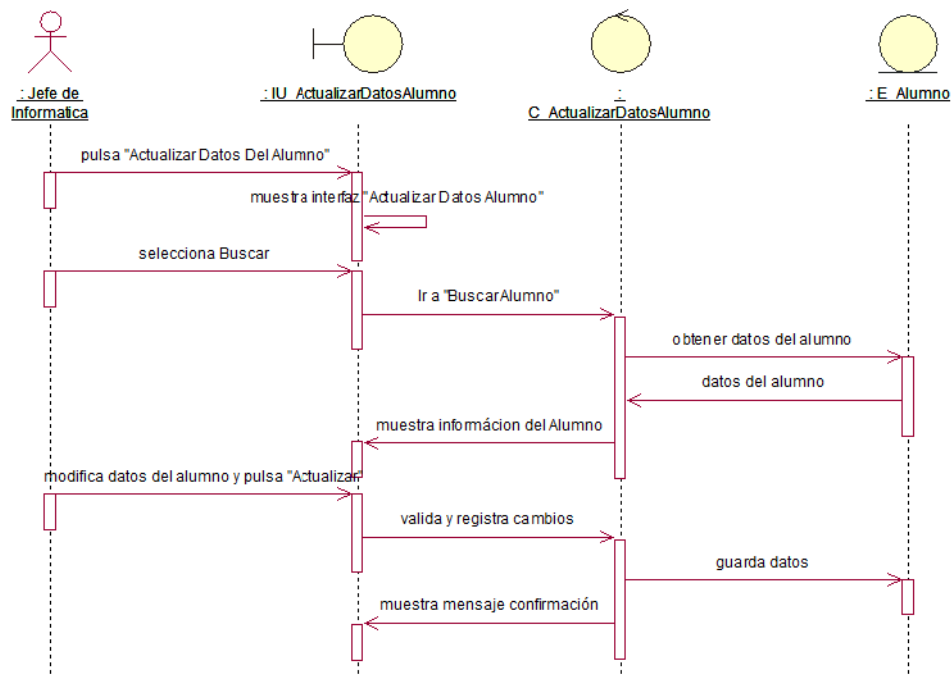 : Jefe de
Informatica
: IU_ActualizarDatosAlumno
:
C_ActualizarDatosAlumno
: E_Alumno
pulsa "Actualizar Datos Del Alumno"
muestra interfaz "Actualizar Datos Alumno"
selecciona Buscar
Ir a "BuscarAlumno"
obtener datos del alumno
datos del alumno
muestra informácion del Alumno
modifica datos del alumno y pulsa "Actualizar"
valida y registra cambios
guarda datos
muestra mensaje confirmación